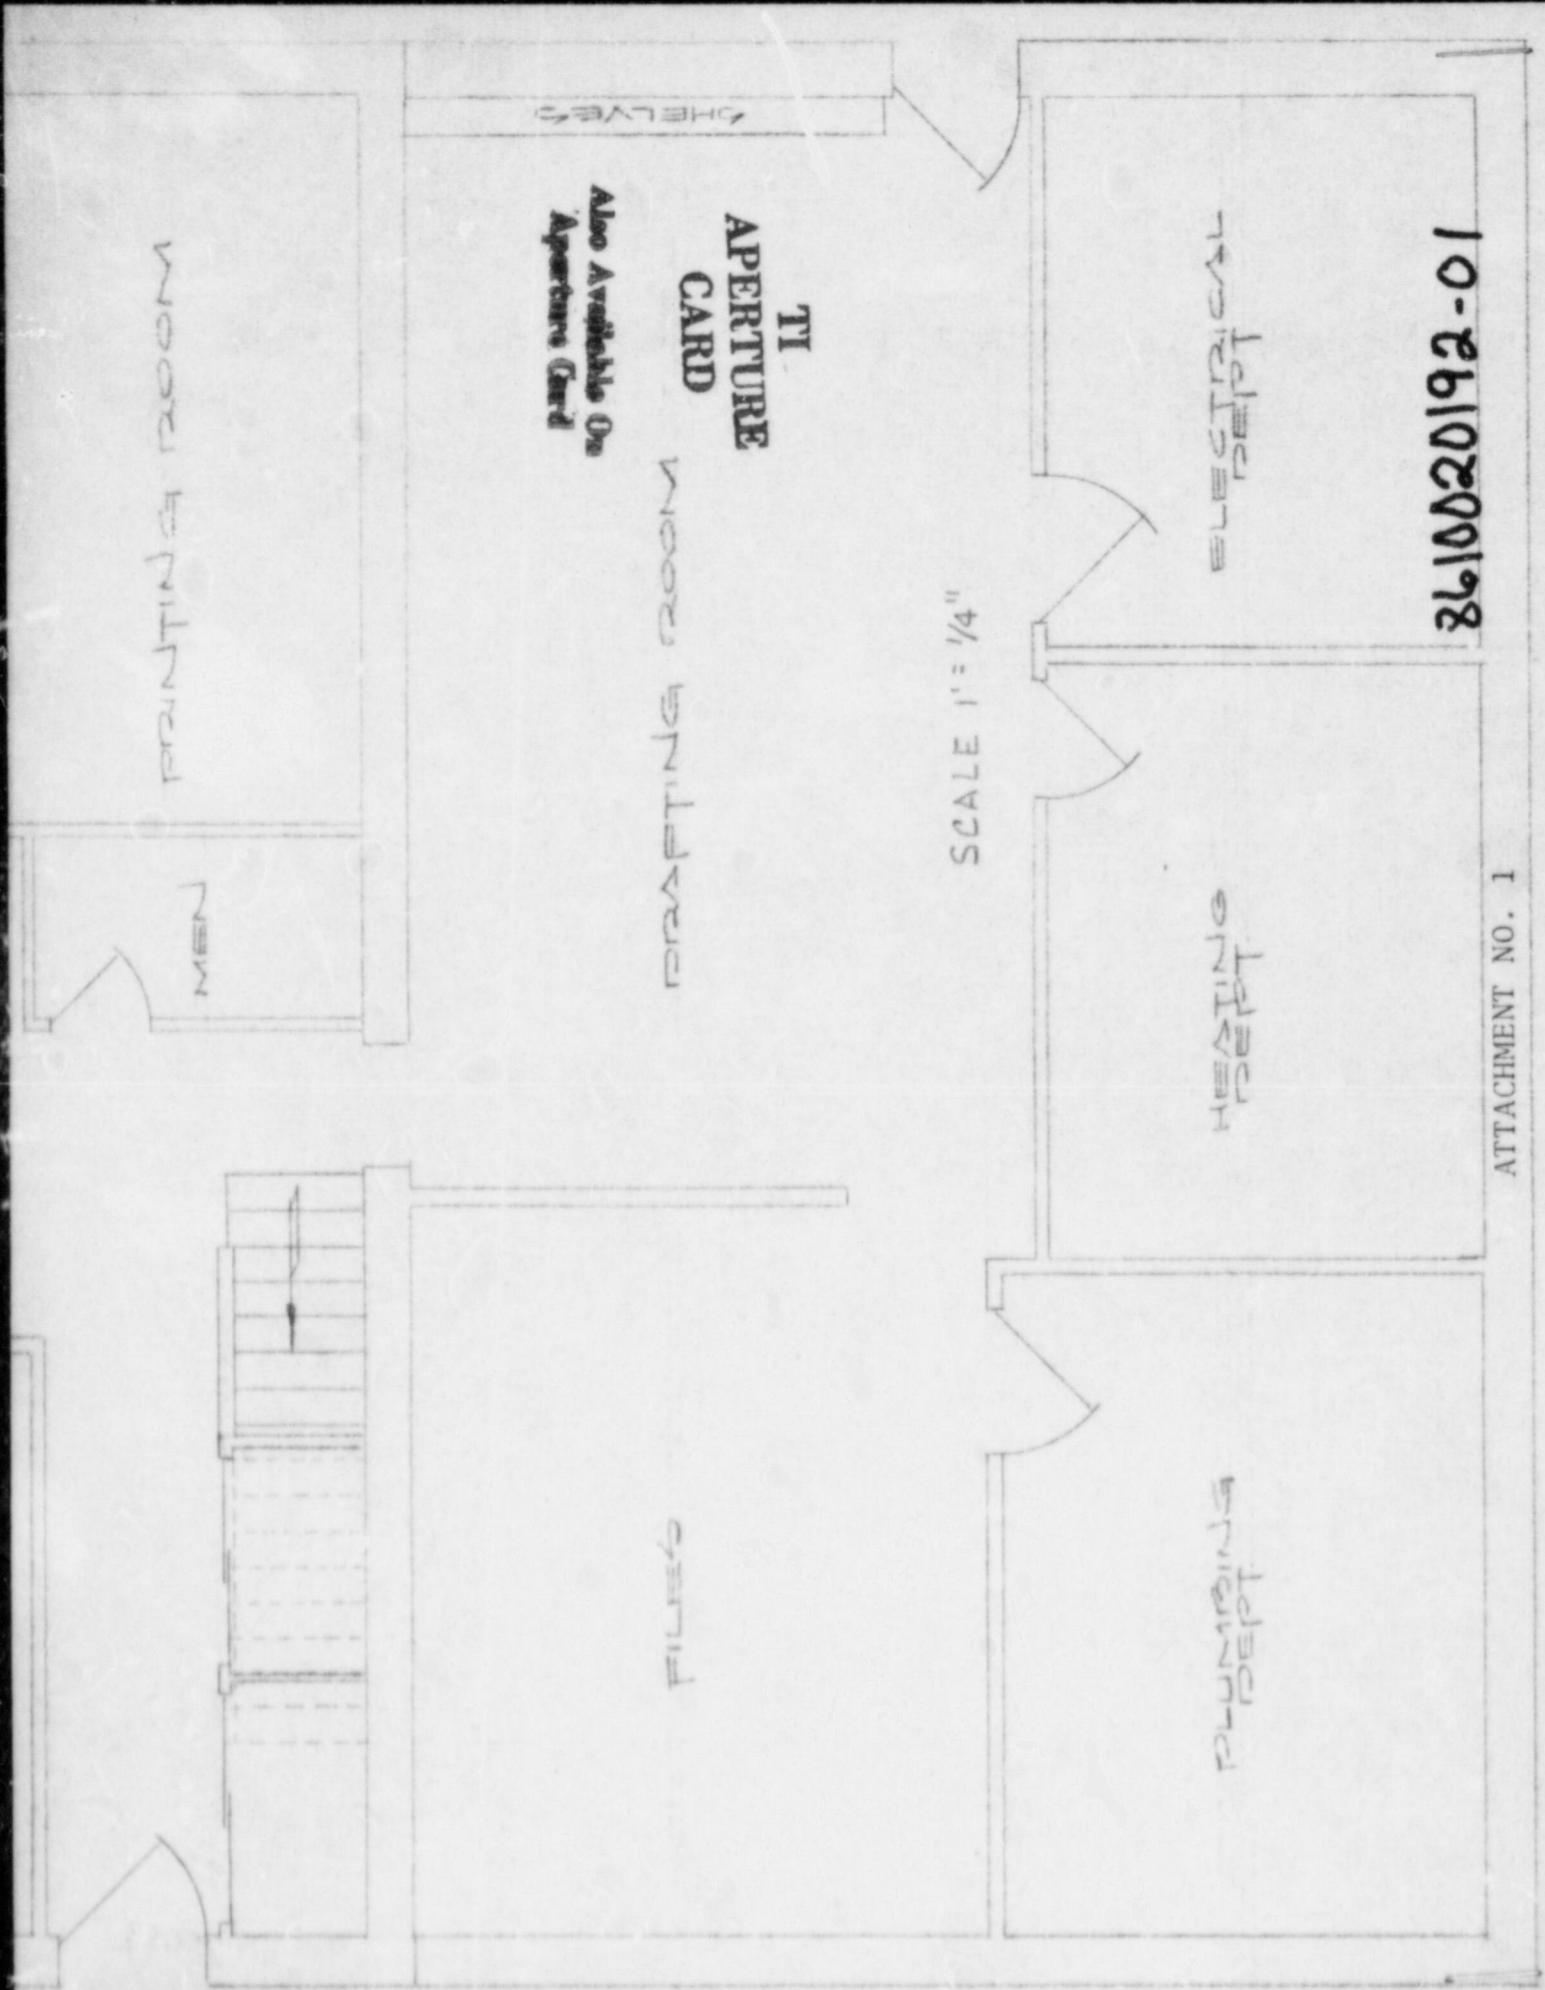 SHELVES
TI
APERTURE
CARD
Also Available On
Aperture Card
PRINTING ROOM
MEN
DRAFTING ROOM
SCALE 1' = 1/4"
ELECTRICAL
DEPT
HEATING
DEPT
PLUMBING
DEPT
FILES
8610020192-01
ATTACHMENT NO. 1